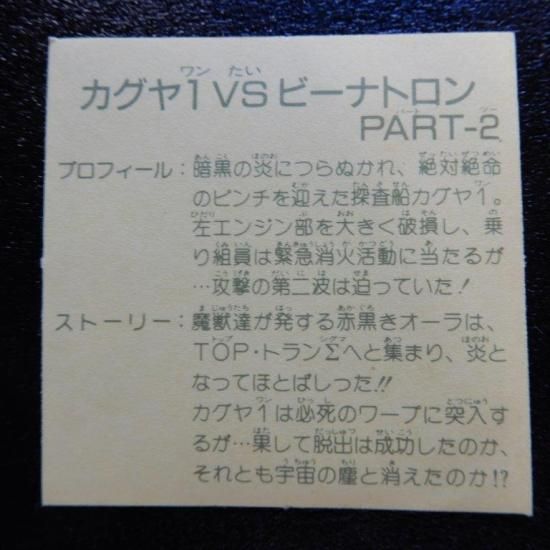 カグヤ1 VS ビーナトロン
PART-2
プロフィール：暗黒の炎につらぬかれ、絶対絶命
のピンチを迎えた探査船カグヤ1。
左エンジン部を大きく破損し、乗
り組員は緊急消火活動に当たるが
…攻撃の第二波は迫っていた！
ストーリー：魔獣達が発する赤黒きオーラは、
TOP・トランΣへと集まり、炎と
なってほとばしった!!
カグヤ1は必死のワープに突入す
るが…果して脱出は成功したのか、
それとも宇宙の塵と消えたのか!?